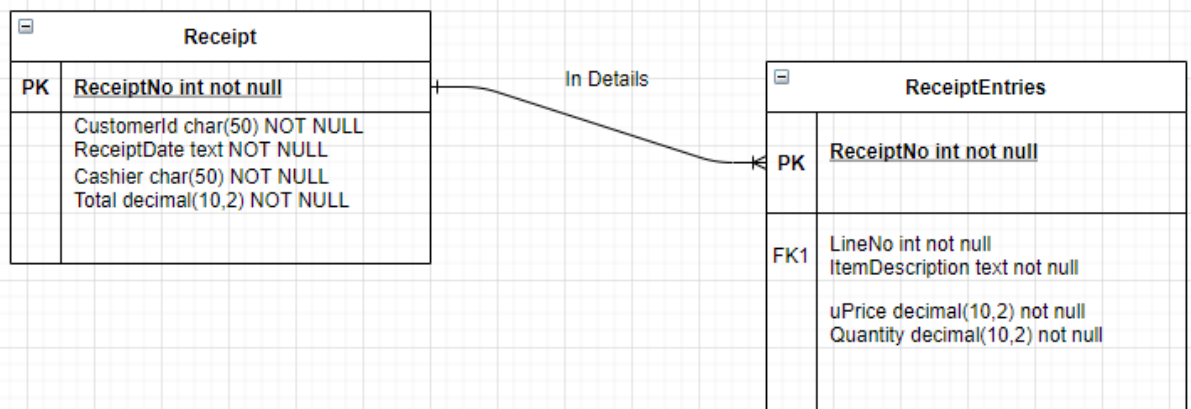 Receipt
PK ReceiptNo int not null
CustomerId char(50) NOT NULL
ReceiptDate text NOT NULL
Cashier char(50) NOT NULL
Total decimal(10,2) NOT NULL
In Details
ReceiptEntries
PK ReceiptNo int not null
FK1 LineNo int not null
ItemDescription text not null
uPrice decimal(10,2) not null
Quantity decimal(10,2) not null